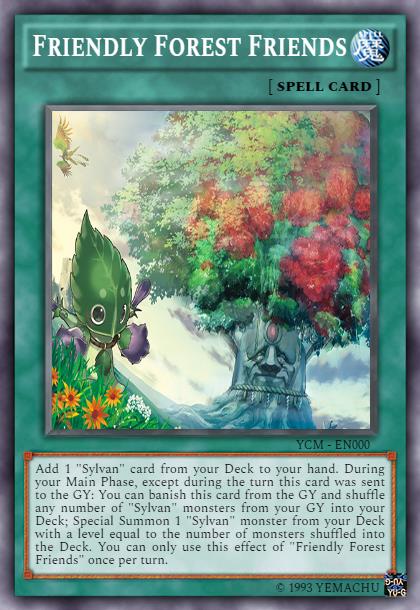 FRIENDLY FOREST FRIENDS
[ SPELL CARD ]
YCM - EN000
Add 1 "Sylvan" card from your Deck to your hand. During
your Main Phase, except during the turn this card was sent
to the GY: You can banish this card from the GY and shuffle
any number of "Sylvan" monsters from your GY into your
Deck; Special Summon 1 "Sylvan" monster from your Deck
with a level equal to the number of monsters shuffled into
the Deck. You can only use this effect of "Friendly Forest
Friends" once per turn.
© 1993 YEMACHU